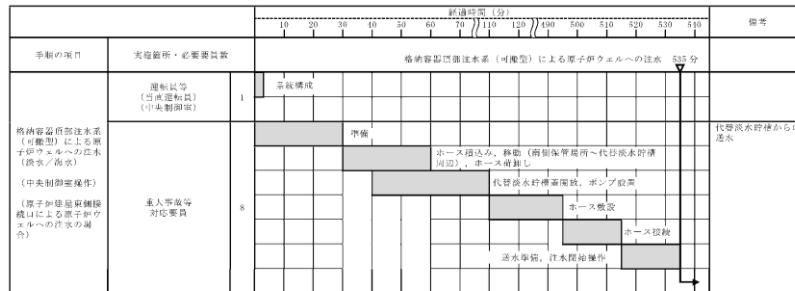 経過時間（分）
備考
10 20 30 40 50 60 70 80 90 100 110 120 490 500 510 520 530 540
手順の項目
実施箇所・必要要員数
格納容器頂部注水系（可搬型）による原子炉ウェルへの注水 535分
格納容器頂部注水系
（可搬型）による原
子炉ウェルへの注水
（淡水／海水）
（中央制御室操作）
（原子炉建屋東側接
続口による原子炉ウ
ェルへの注水の場
合）
運転員等
（当直運転員）
（中央制御室）
1
系統構成
重大事故等
対応要員
8
準備
ホース積込み，移動（南側保管場所～代替淡水貯槽
周辺），ホース荷卸し
代替淡水貯槽蓋開放，ポンプ設置
ホース敷設
ホース接続
送水準備，注水開始操作
代替淡水貯槽からの
送水